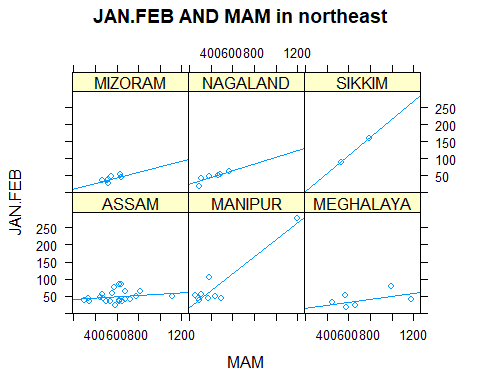 JAN.FEB AND MAM in northeast
400600800 1200
MIZORAM NAGALAND SIKKIM
250
200
150
100
50
JAN.FEB
ASSAM MANIPUR MEGHALAYA
250
200
150
100
50
400600800 1200 400600800 1200
MAM